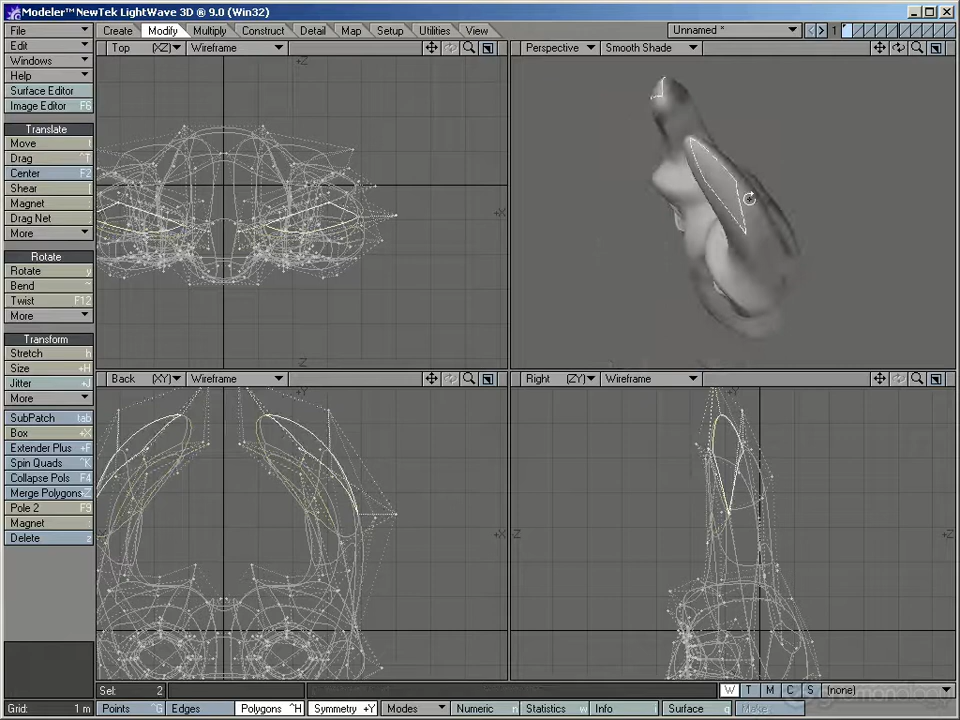 Modeler™NewTek LightWave 3D ® 9.0 (Win32)
File Create Modify Multiply Construct Detail Map Setup Utilities View Unnamed * 1
Edit Top (XZ) Wireframe Perspective Smooth Shade
Windows
Help
Surface Editor
Image Editor F6
Translate
Move t
Drag ^T
Center F2
Shear [
Magnet :
Drag Net ;
More
Rotate
Rotate y
Bend ~
Twist F12
More
Transform
Stretch h
Size +H
Jitter +J
More
SubPatch tab
Box +X
Extender Plus +F
Spin Quads ^K
Collapse Pols F4
Merge Polygons Z
Pole 2 F9
Magnet :
Delete z
+Z
+X
Z
Back (XY) Wireframe Right (ZY) Wireframe
+Y
+X
-Z
+Z
Sel: 2 W T M C S (none)
Grid: 1 m Points ^G Edges Polygons ^H Symmetry +Y Modes Numeric n Statistics w Info i Surface q Make p